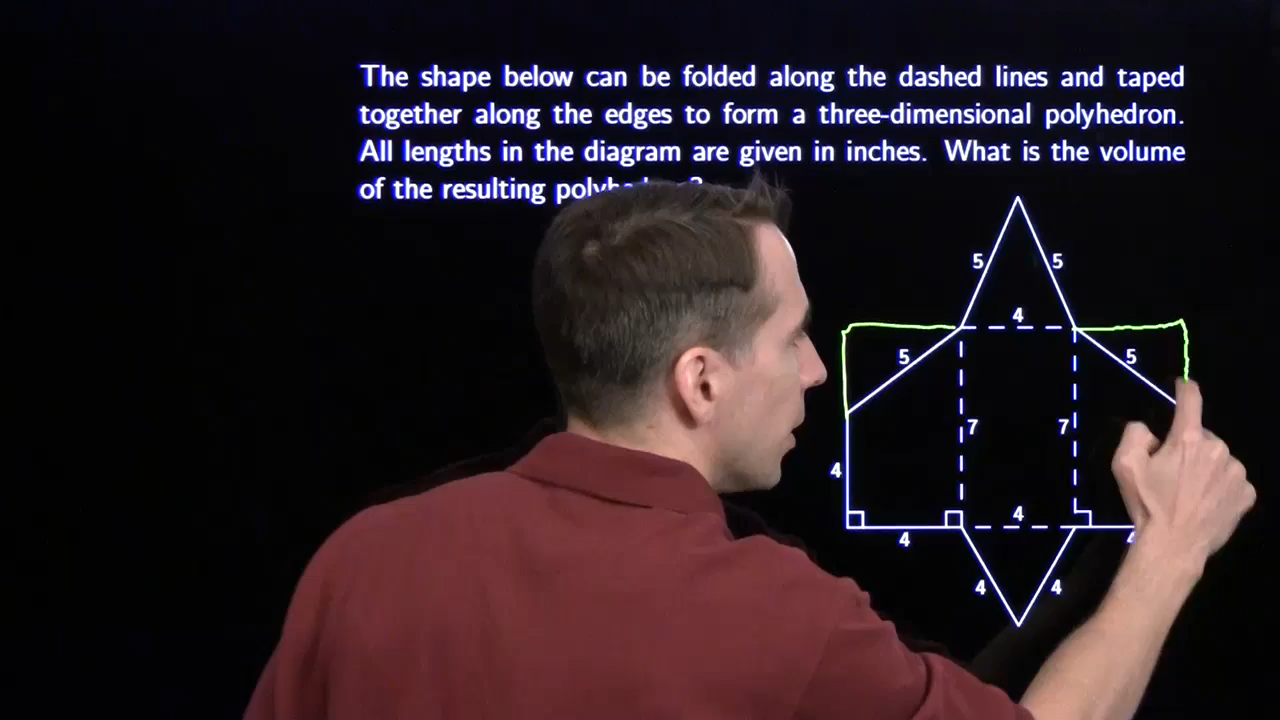 The shape below can be folded along the dashed lines and taped
together along the edges to form a three-dimensional polyhedron.
All lengths in the diagram are given in inches. What is the volume
of the resulting
5 5
4
5 5
7 7
4
4
4 4
4 4